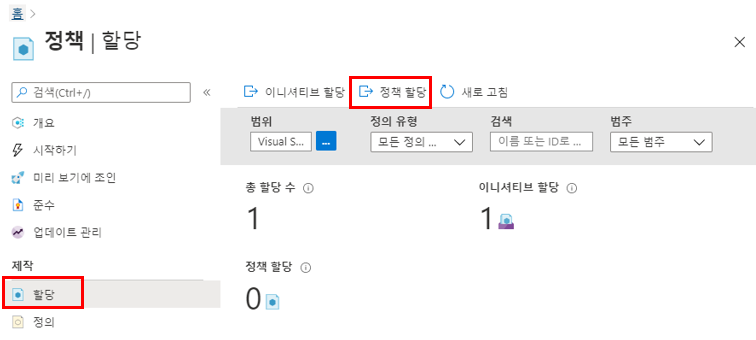 홈 >
정책 | 할당
검색(Ctrl+/)
«
이니셔티브 할당
정책 할당
새로 고침
개요
시작하기
미리 보기에 조인
준수
업데이트 관리
제작
할당
정의
범위
정의 유형
검색
범주
Visual S...
...
모든 정의 ...
이름 또는 ID로 ...
모든 범주
총 할당 수
이니셔티브 할당
1
1
정책 할당
0